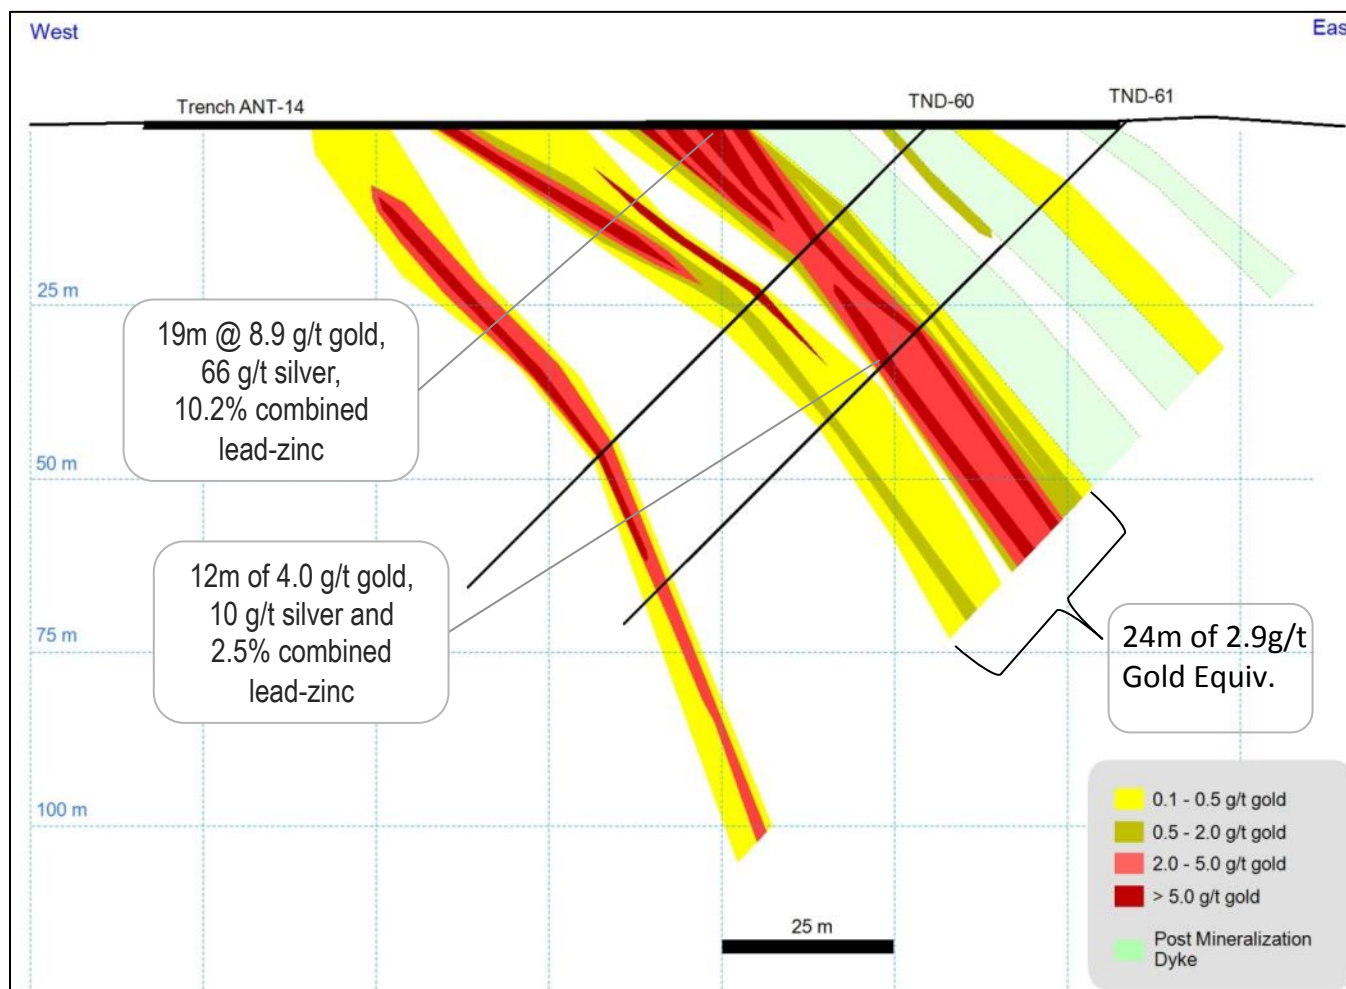 West
Eas
Trench ANT-14
TND-60
TND-61
25 m
19m @ 8.9 g/t gold,
66 g/t silver,
10.2% combined
lead-zinc
50 m
12m of 4.0 g/t gold,
10 g/t silver and
2.5% combined
lead-zinc
75 m
24m of 2.9g/t
Gold Equiv.
100 m
0.1 - 0.5 g/t gold
0.5 - 2.0 g/t gold
2.0 - 5.0 g/t gold
> 5.0 g/t gold
Post Mineralization
Dyke
25 m